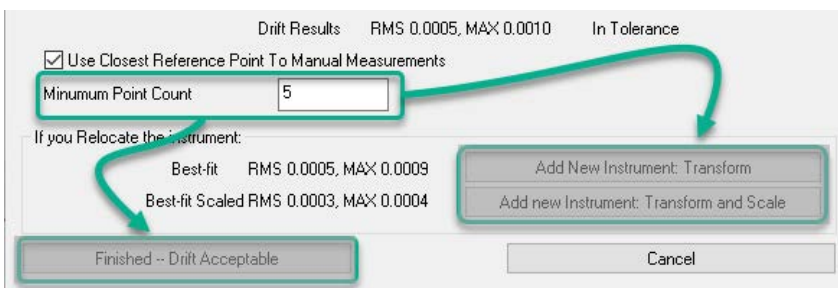 Drift Results RMS 0.0005, MAX 0.0010 In Tolerance
Use Closest Reference Point To Manual Measurements
Minumum Point Count 5
If you Relocate the instrument:
Best-fit RMS 0.0005, MAX 0.0009 Add New Instrument: Transform
Best-fit Scaled RMS 0.0003, MAX 0.0004 Add new Instrument: Transform and Scale
Finished -- Drift Acceptable Cancel